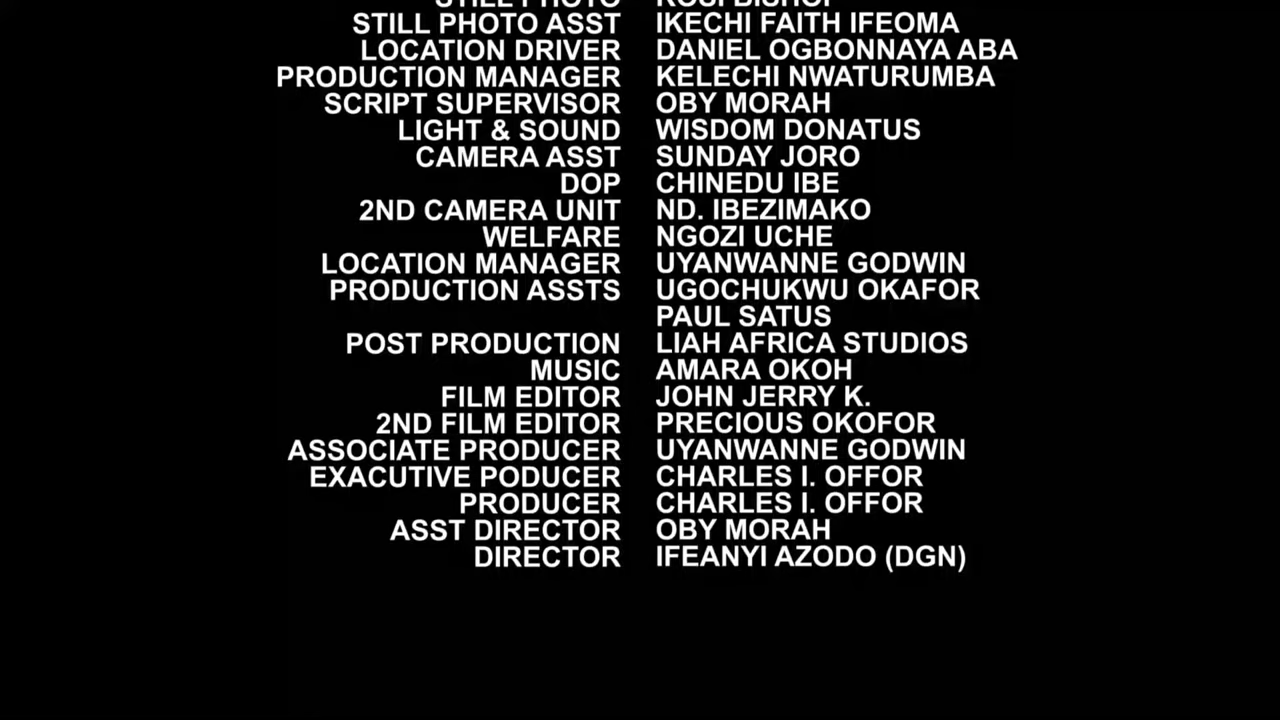 STILL PHOTO ROSI BISHOP
STILL PHOTO ASST IKECHI FAITH IFEOMA
LOCATION DRIVER DANIEL OGBONNAYA ABA
PRODUCTION MANAGER KELECHI NWATURUMBA
SCRIPT SUPERVISOR OBY MORAH
LIGHT & SOUND WISDOM DONATUS
CAMERA ASST SUNDAY JORO
DOP CHINEDU IBE
2ND CAMERA UNIT ND. IBEZIMAKO
WELFARE NGOZI UCHE
LOCATION MANAGER UYANWANNE GODWIN
PRODUCTION ASSTS UGOCHUKWU OKAFOR
PAUL SATUS
POST PRODUCTION LIAH AFRICA STUDIOS
MUSIC AMARA OKOH
FILM EDITOR JOHN JERRY K.
2ND FILM EDITOR PRECIOUS OKOFOR
ASSOCIATE PRODUCER UYANWANNE GODWIN
EXACUTIVE PODUCER CHARLES I. OFFOR
PRODUCER CHARLES I. OFFOR
ASST DIRECTOR OBY MORAH
DIRECTOR IFEANYI AZODO (DGN)